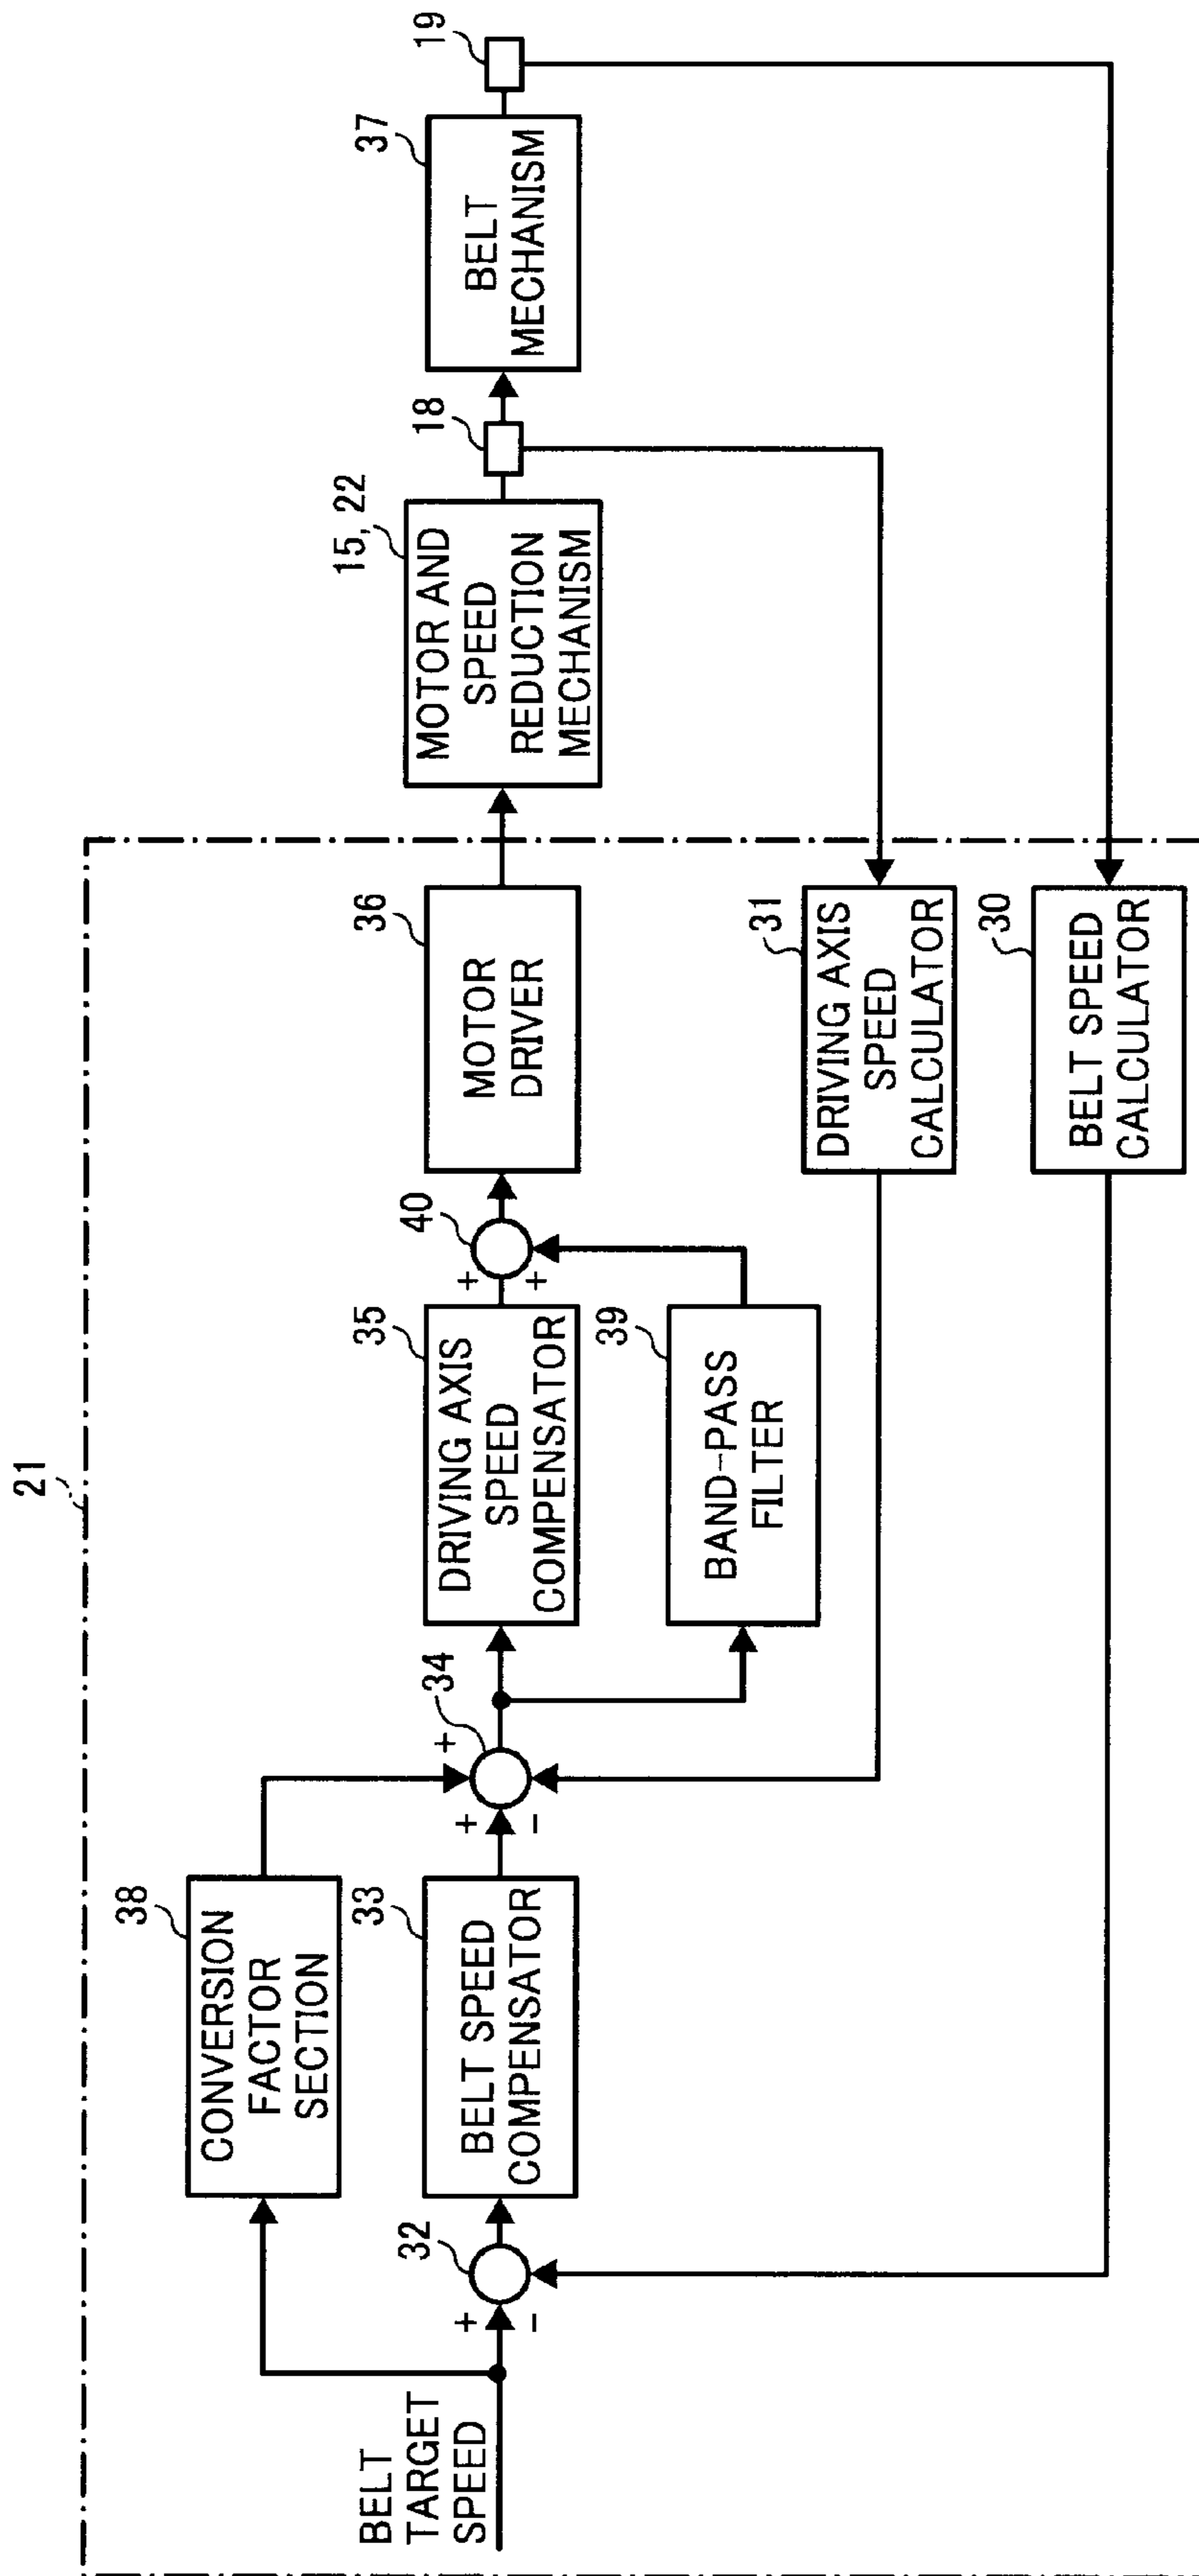 21
BELT
TARGET
SPEED
+
-
32
38
CONVERSION
FACTOR
SECTION
33
BELT SPEED
COMPENSATOR
+
+
-
34
35
DRIVING AXIS
SPEED
COMPENSATOR
39
BAND-PASS
FILTER
+
+
40
36
MOTOR
DRIVER
31
DRIVING AXIS
SPEED
CALCULATOR
30
BELT SPEED
CALCULATOR
15, 22
MOTOR AND
SPEED
REDUCTION
MECHANISM
18
37
BELT
MECHANISM
19